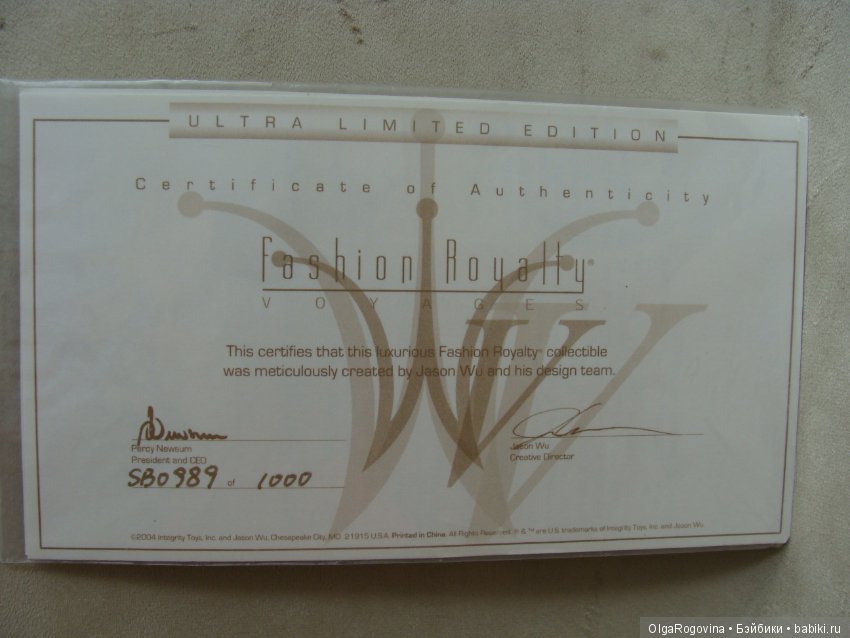 ULTRA LIMITED EDITION
Certificate of Authenticity
Fashion Royalty®
VOYAGES
This certifies that this luxurious Fashion Royalty® collectible
was meticulously created by Jason Wu and his design team.
Percy Newsum
President and CEO
Jason Wu
Creative Director
SB0989 of 1000
©2004 Integrity Toys, Inc. and Jason Wu, Chesapeake City, MD 21915 U.S.A. Printed in China. All Rights Reserved. ® & ™ are U.S. trademarks of Integrity Toys, Inc. and Jason Wu.
OlgaRogovina • Бэйбики • babiki.ru